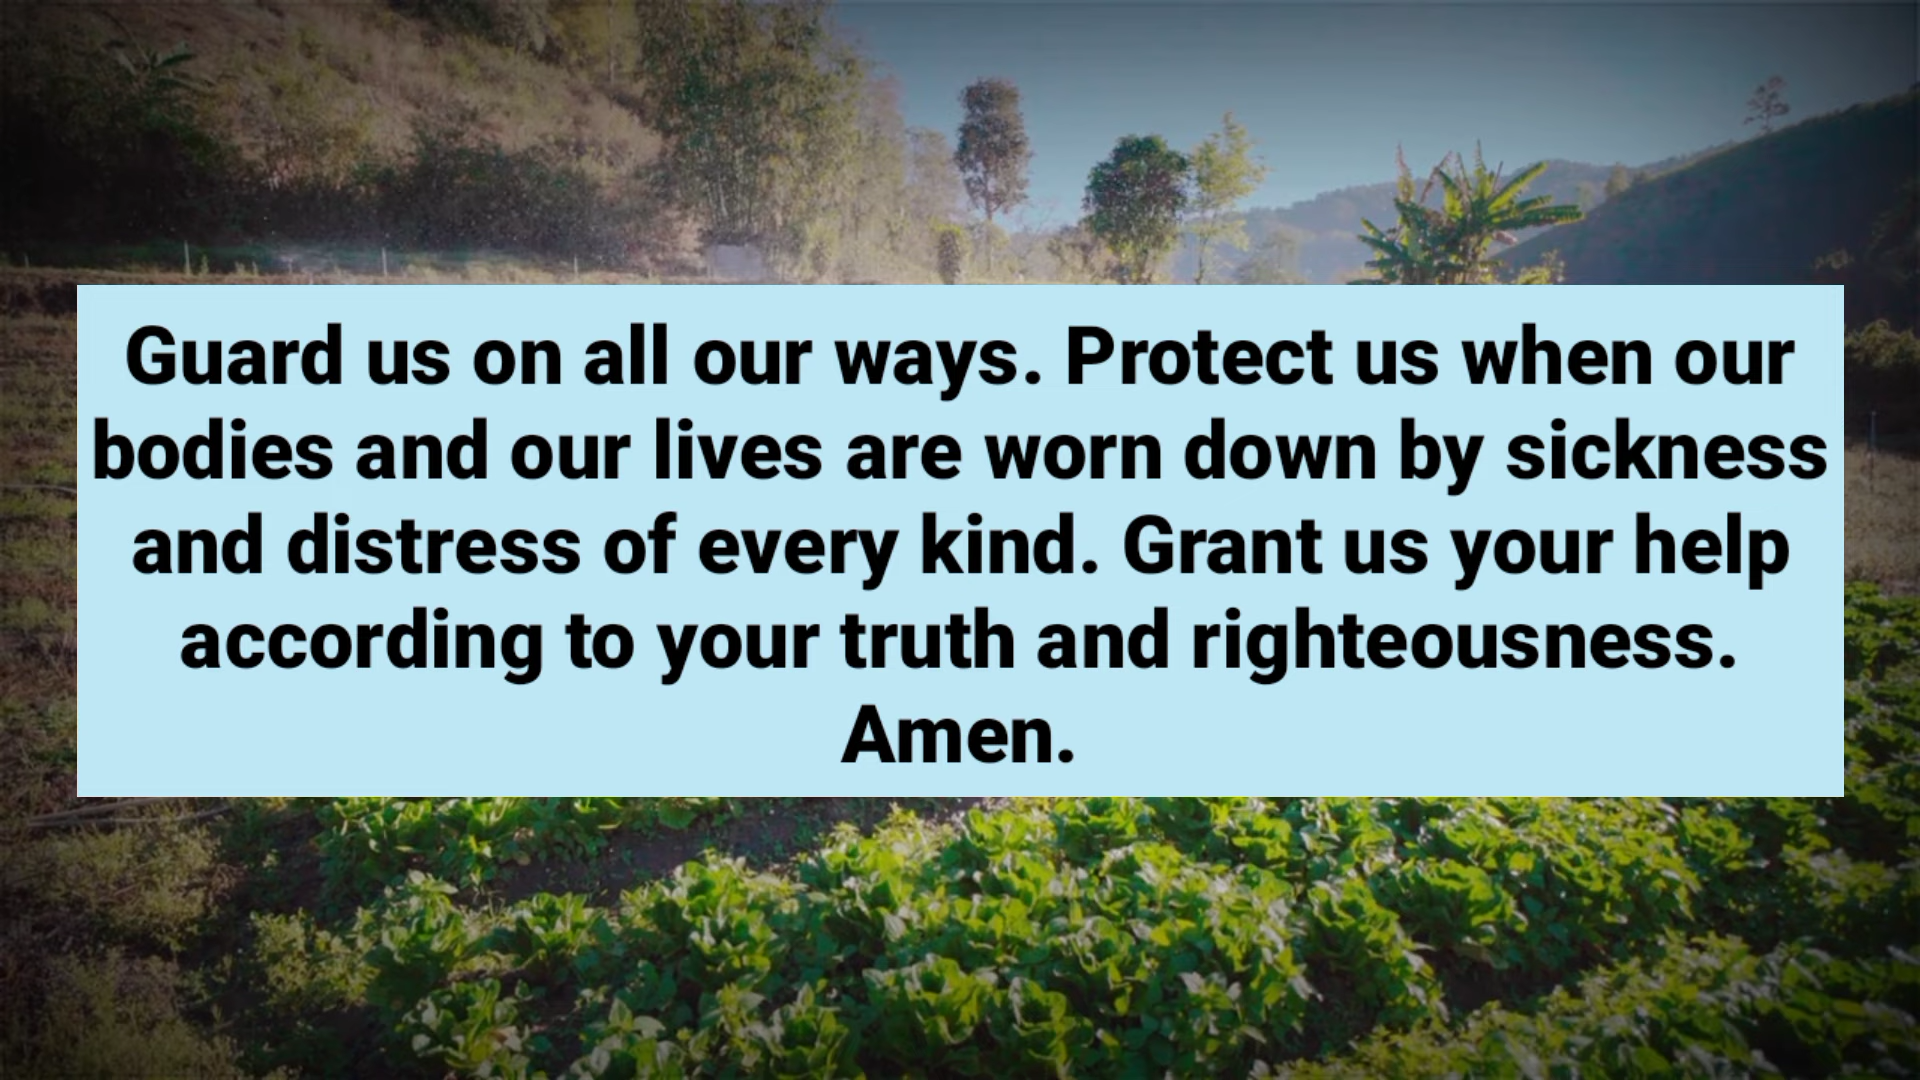 Guard us on all our ways. Protect us when our
bodies and our lives are worn down by sickness
and distress of every kind. Grant us your help
according to your truth and righteousness.
Amen.